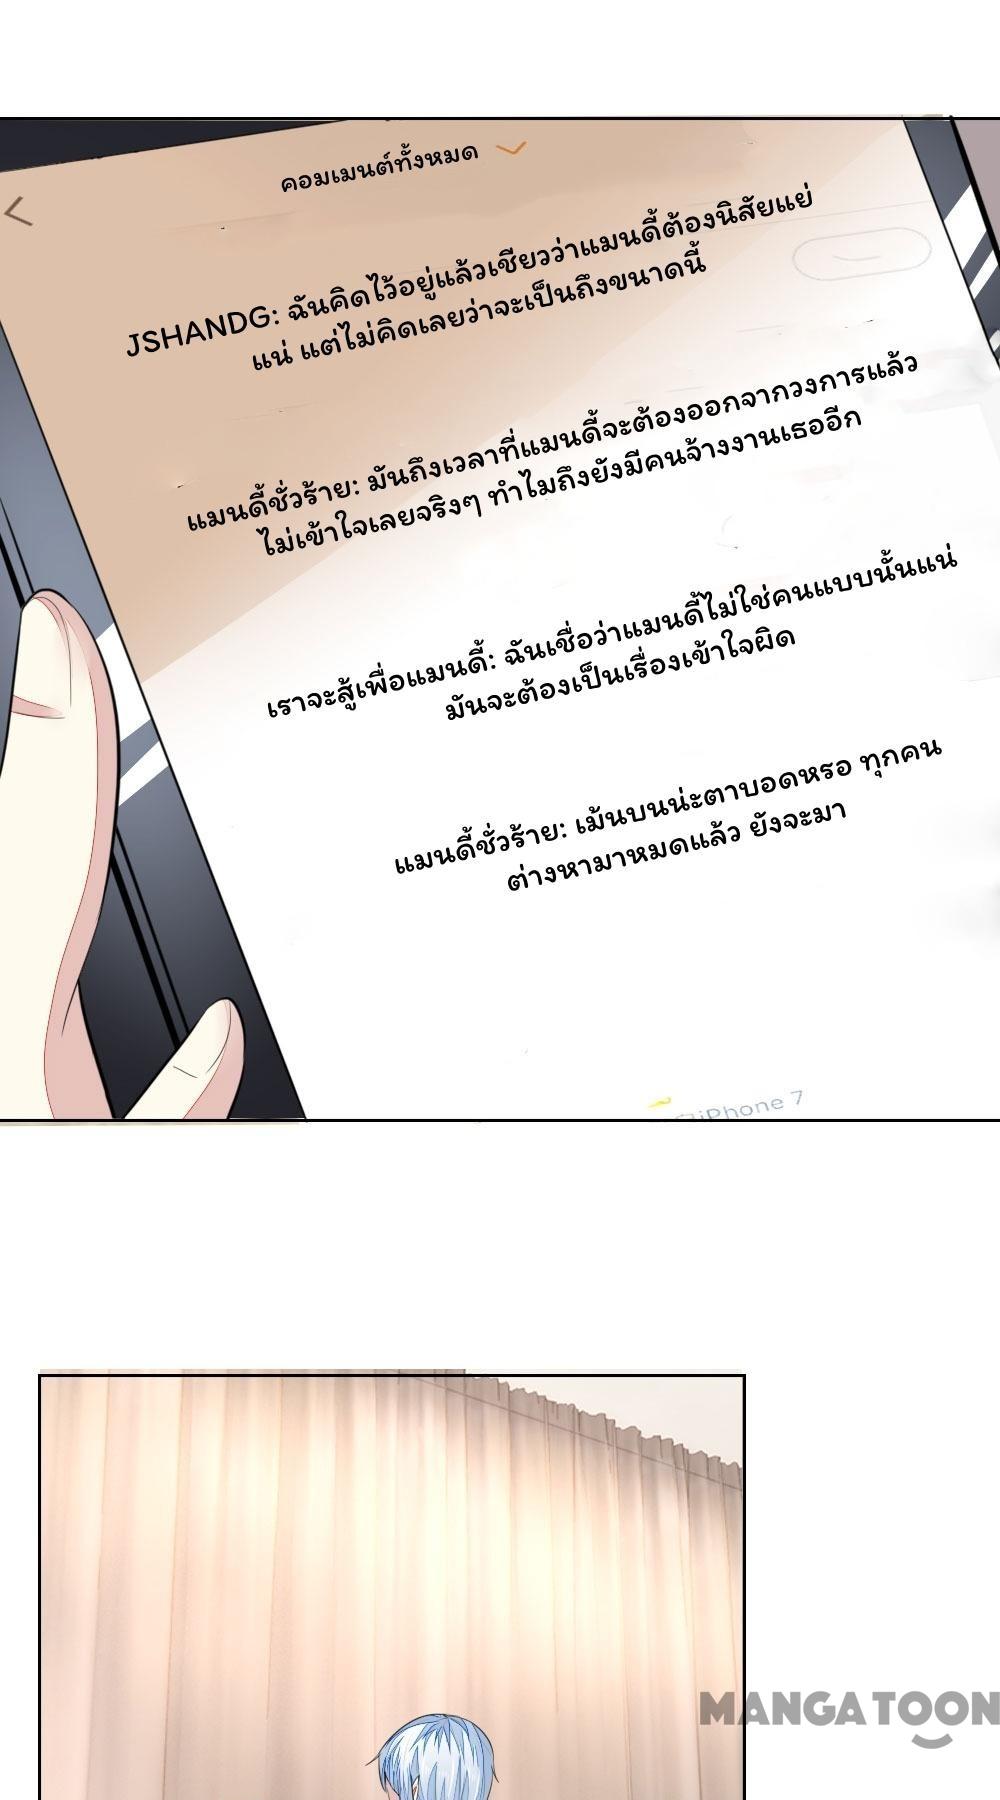 คอมเมนต์ทั้งหมด
JSHANDG: ฉันคิดไว้อยู่แล้วเชียวว่าแมนดี้ต้องนิสัยแย่
แน่ แต่ไม่คิดเลยว่าจะเป็นถึงขนาดนี้
แมนดี้ชั่วร้าย: มันถึงเวลาที่แมนดี้จะต้องออกจากวงการแล้ว
ไม่เข้าใจเลยจริงๆ ทำไมถึงยังมีคนจ้างงานเธออีก
เราจะสู้เพื่อแมนดี้: ฉันเชื่อว่าแมนดี้ไม่ใช่คนแบบนั้นแน่
มันจะต้องเป็นเรื่องเข้าใจผิด
แมนดี้ชั่วร้าย: เม้นบนน่ะตาบอดหรอ ทุกคน
ต่างหามาหมดแล้ว ยังจะมา
iPhone 7
MANGATOON